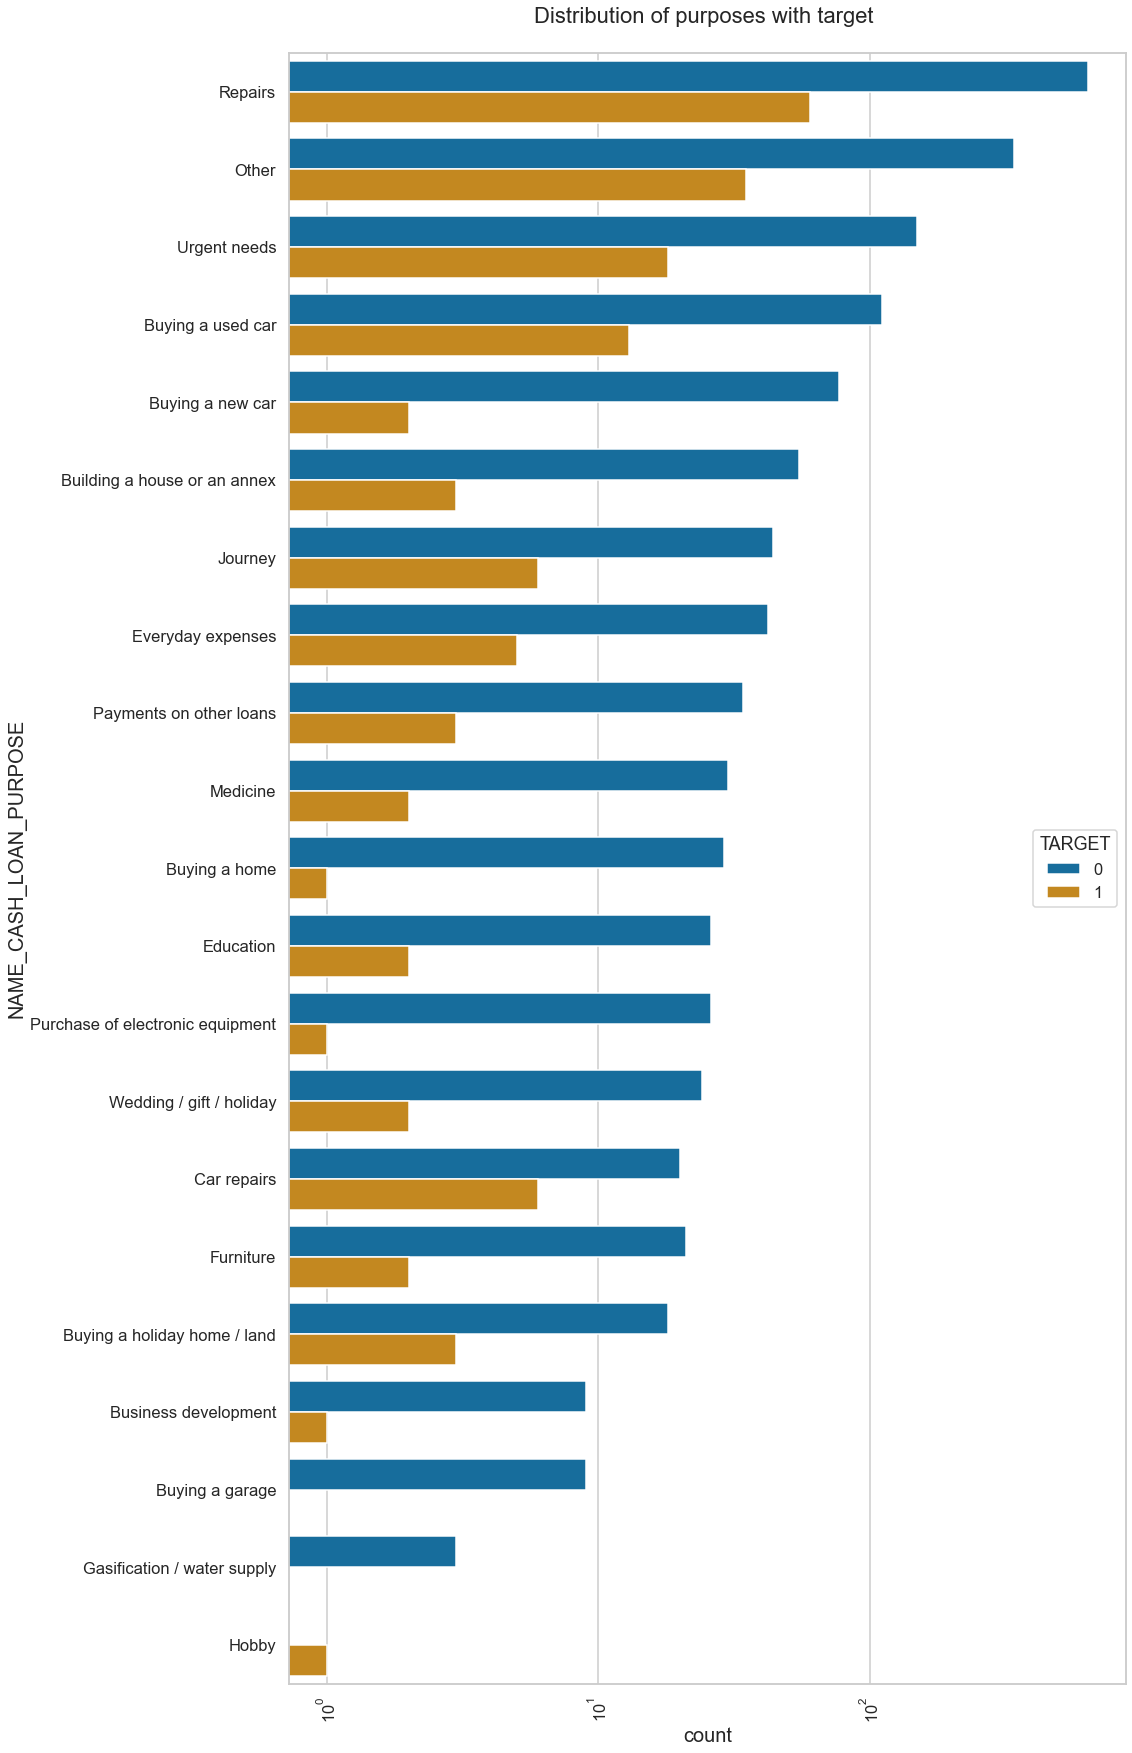 Distribution of purposes with target
NAME_CASH_LOAN_PURPOSE
Repairs
Other
Urgent needs
Buying a used car
Buying a new car
Building a house or an annex
Journey
Everyday expenses
Payments on other loans
Medicine
Buying a home
Education
Purchase of electronic equipment
Wedding / gift / holiday
Car repairs
Furniture
Buying a holiday home / land
Business development
Buying a garage
Gasification / water supply
Hobby
TARGET
0
1
10⁰
10¹
10²
count